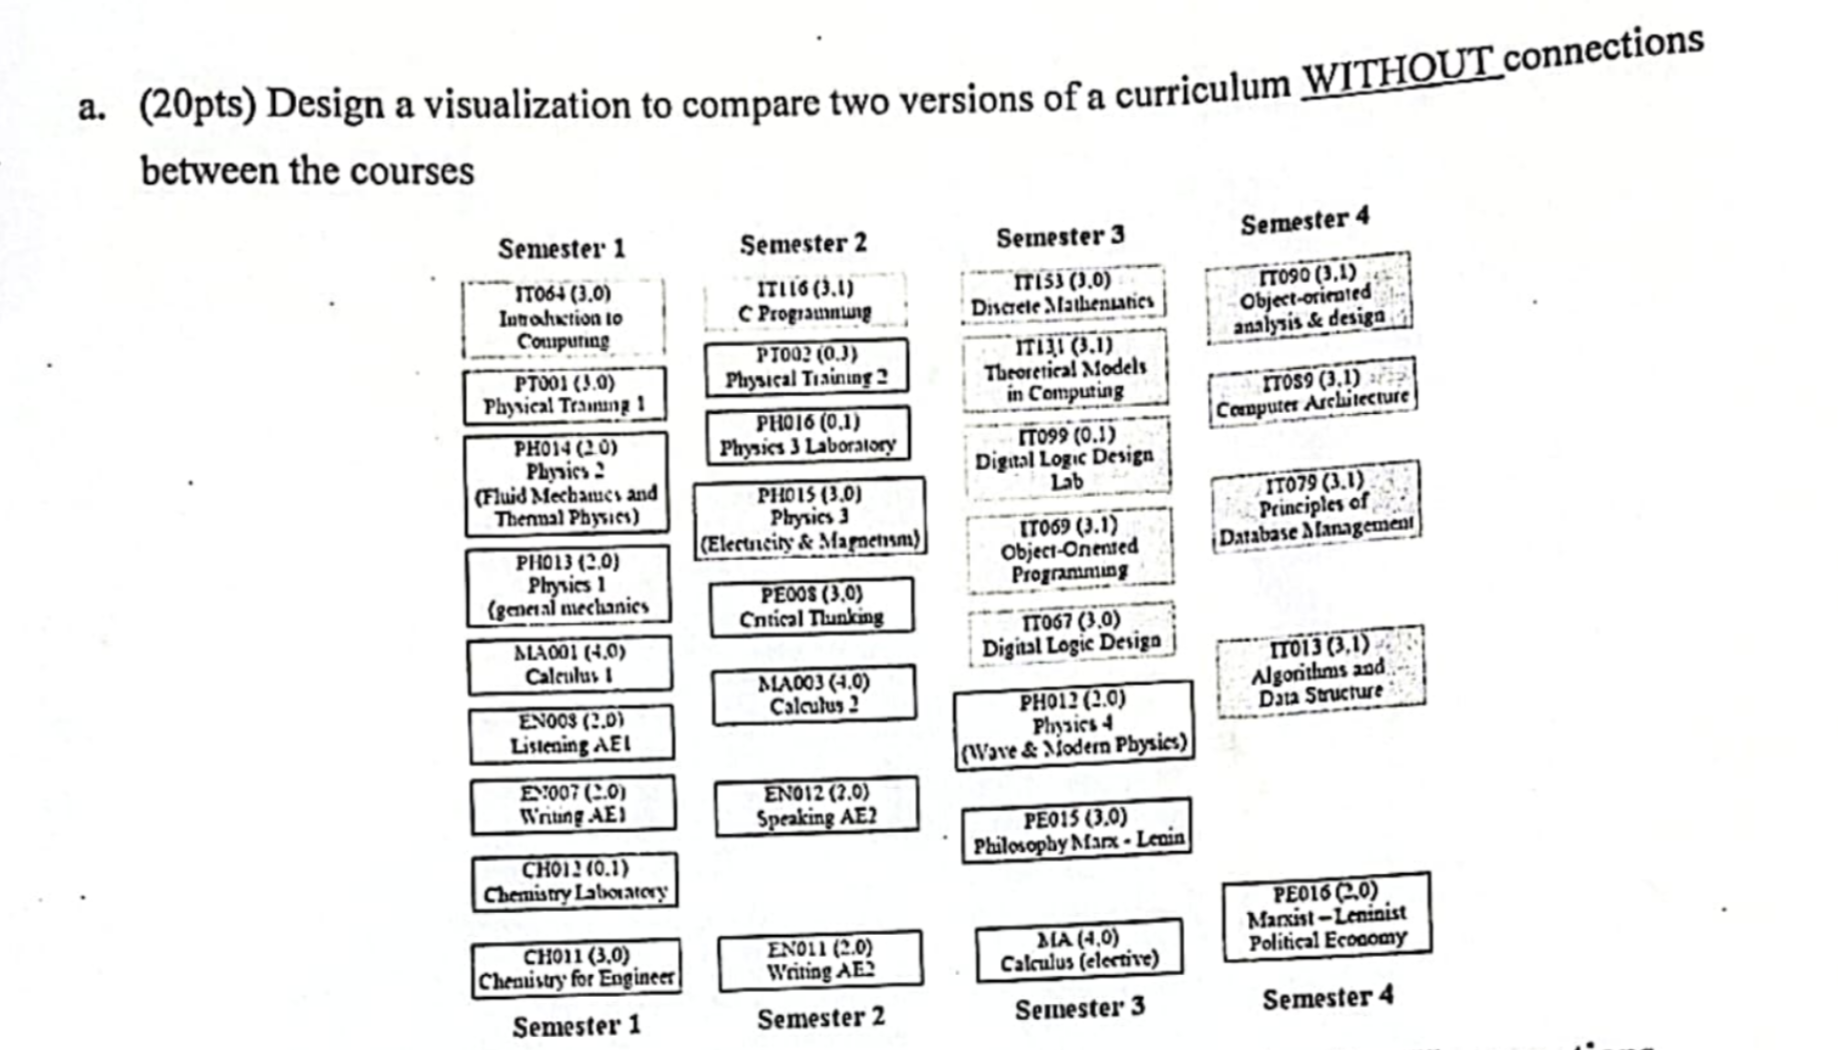 a. (20pts) Design a visualization to compare two versions of a curriculum WITHOUT connections
between the courses
Semester 1
IT064 (3.0)
Introduction to
Computing
PT001 (3.0)
Physical Training 1
PH014 (2.0)
Physics 2
(Fluid Mechanics and
Thermal Physics)
PH013 (2.0)
Physics 1
(general mechanics
MA001 (4.0)
Calculus 1
EN008 (2.0)
Listening AE1
EN007 (2.0)
Writing AE1
CH012 (0.1)
Chemistry Laboratory
CH011 (3.0)
Chemistry for Engineer
Semester 1
Semester 2
IT116 (3.1)
C Programming
PT002 (0.3)
Physical Training 2
PH016 (0.1)
Physics 3 Laboratory
PH015 (3.0)
Physics 3
(Electricity & Magnetism)
PE008 (3.0)
Critical Thinking
MA003 (4.0)
Calculus 2
EN012 (2.0)
Speaking AE2
EN011 (2.0)
Writing AE2
Semester 2
Semester 3
IT153 (3.0)
Discrete Mathematics
IT131 (3.1)
Theoretical Models
in Computing
IT099 (0.1)
Digital Logic Design
Lab
IT069 (3.1)
Object-Oriented
Programming
IT067 (3.0)
Digital Logic Design
PH012 (2.0)
Physics 4
(Wave & Modern Physics)
PE015 (3.0)
Philosophy Marx - Lenin
MA (4.0)
Calculus (elective)
Semester 3
Semester 4
IT090 (3.1)
Object-oriented
analysis & design
IT089 (3.1)
Computer Architecture
IT079 (3.1)
Principles of
Database Management
IT013 (3.1)
Algorithms and
Data Structure
PE016 (2.0)
Marxist – Leninist
Political Economy
Semester 4